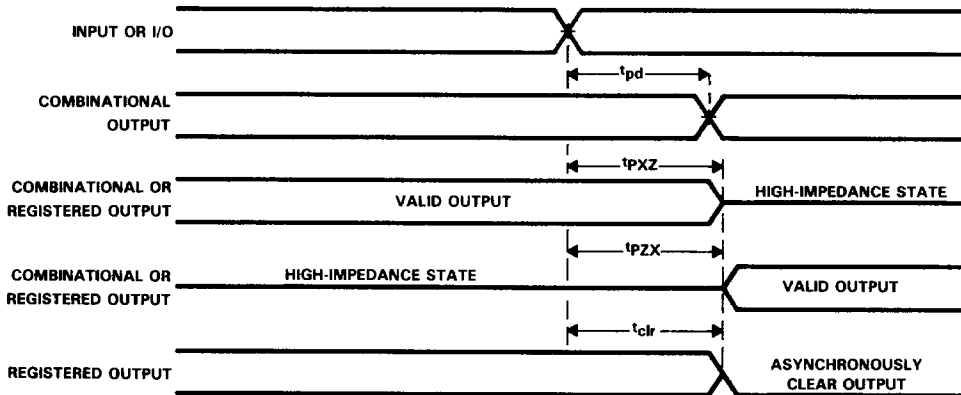 INPUT OR I/O
tpd
COMBINATIONAL
OUTPUT
tPXZ
COMBINATIONAL OR
REGISTERED OUTPUT
VALID OUTPUT
HIGH-IMPEDANCE STATE
tPZX
COMBINATIONAL OR
REGISTERED OUTPUT
HIGH-IMPEDANCE STATE
VALID OUTPUT
tclr
REGISTERED OUTPUT
ASYNCHRONOUSLY
CLEAR OUTPUT